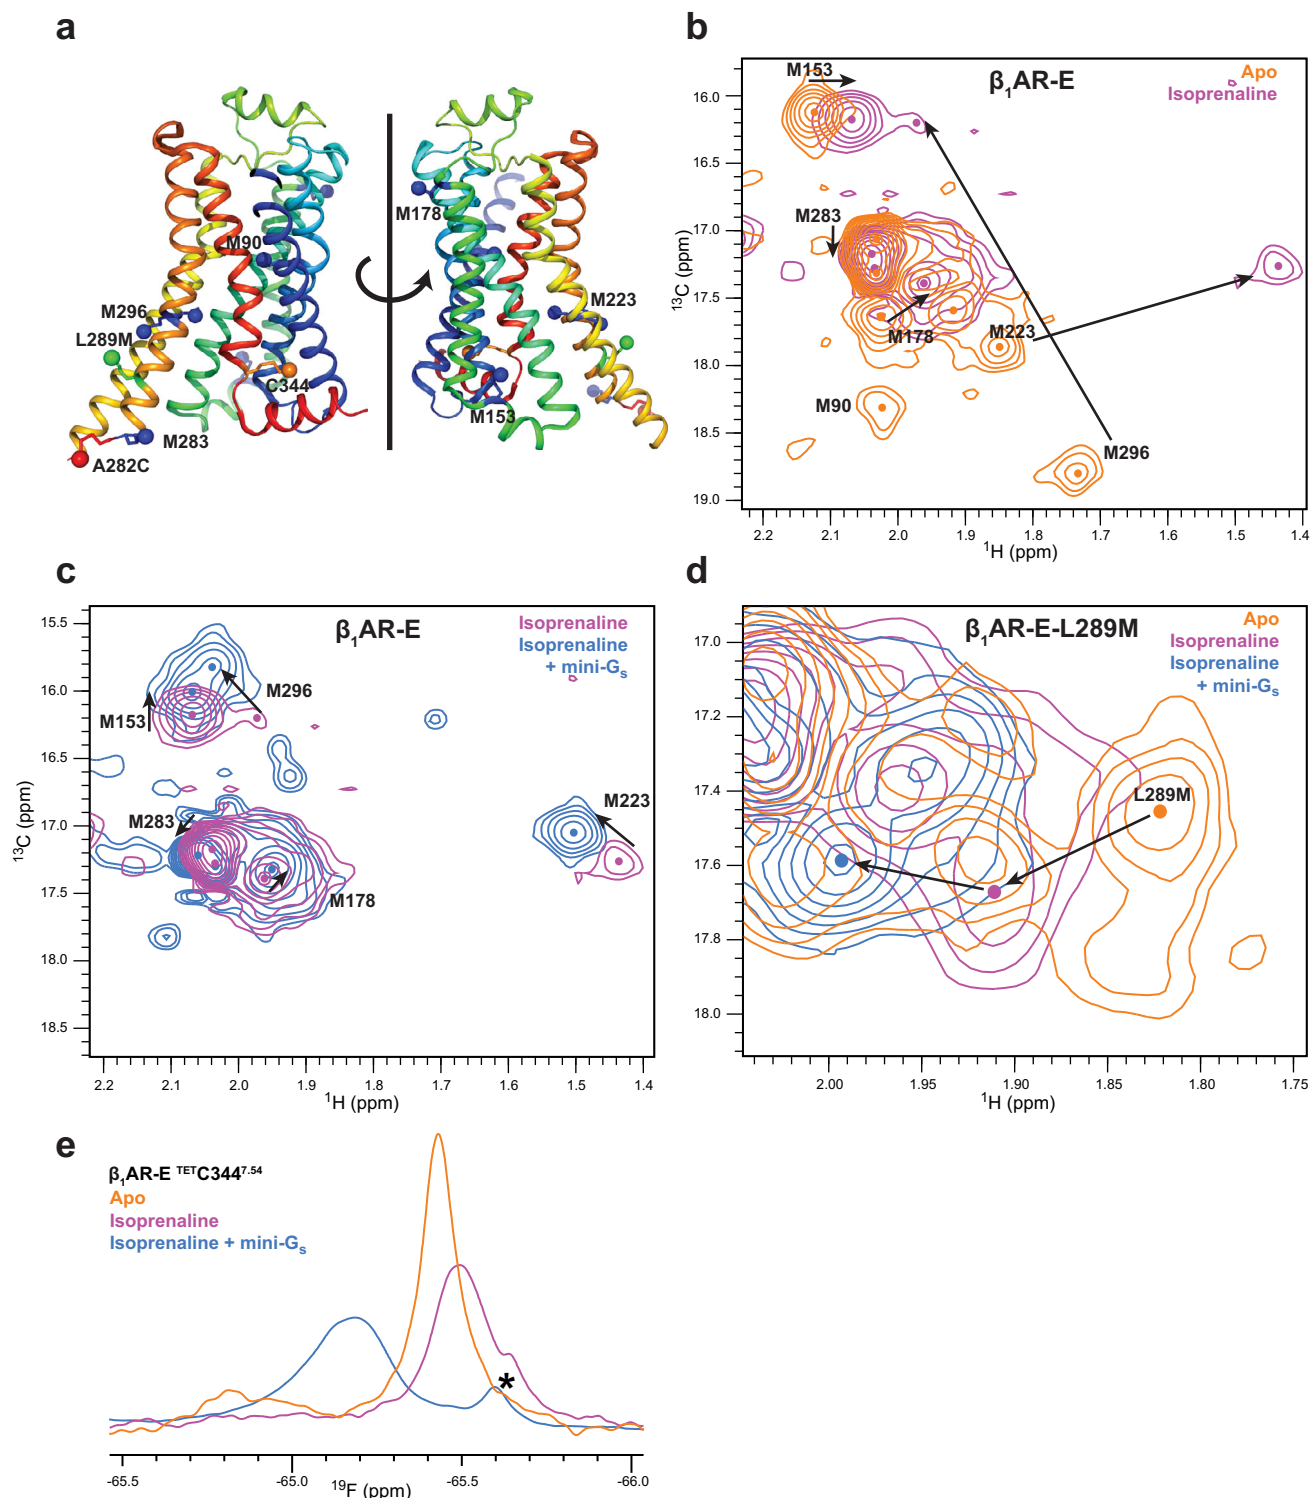 a
M90
M296
L289M
C344
M283
A282C
M178
M223
M153
b
β1AR-E
Apo
Isoprenaline
M153
M283
M178
M223
M90
M296
13C (ppm)
16.0
16.5
17.0
17.5
18.0
18.5
19.0
2.2 2.1 2.0 1.9 1.8 1.7 1.6 1.5 1.4
1H (ppm)
c
β1AR-E
Isoprenaline
Isoprenaline
+ mini-Gs
M296
M153
M283
M223
M178
13C (ppm)
15.5
16.0
16.5
17.0
17.5
18.0
18.5
2.2 2.1 2.0 1.9 1.8 1.7 1.6 1.5 1.4
1H (ppm)
d
β1AR-E-L289M
Apo
Isoprenaline
Isoprenaline
+ mini-Gs
L289M
17.0
17.2
17.4
17.6
17.8
18.0
2.00 1.95 1.90 1.85 1.80 1.75
1H (ppm)
e
β1AR-E TETC3447.54
Apo
Isoprenaline
Isoprenaline + mini-Gs
*
-65.5 -65.0 -65.5 -66.0
19F (ppm)